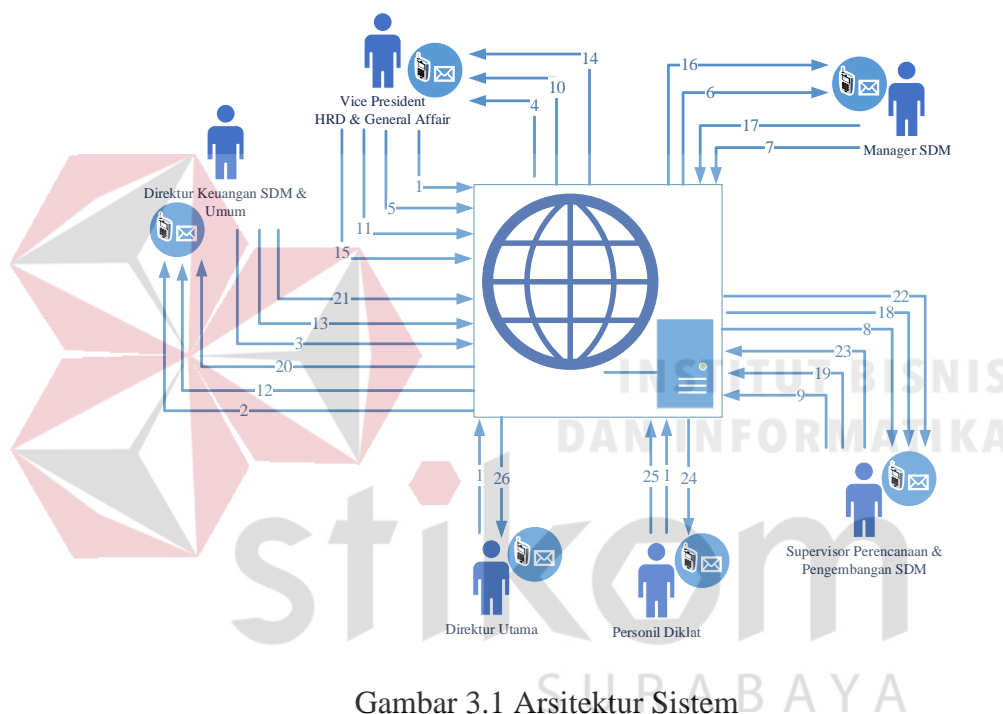 14
10
4
Vice President
HRD & General Affair
16
6
17
7
Manager SDM
Direktur Keuangan SDM &
Umum
1
5
11
15
21
13
3
20
12
2
22
18
8
23
19
9
INSTITUT BISNIS
DAN INFORMATIKA
1
26
25
1
24
stikom
Supervisor Perencanaan &
Pengembangan SDM
Direktur Utama
Personil Diklat
SURABAYA
Gambar 3.1 Arsitektur Sistem